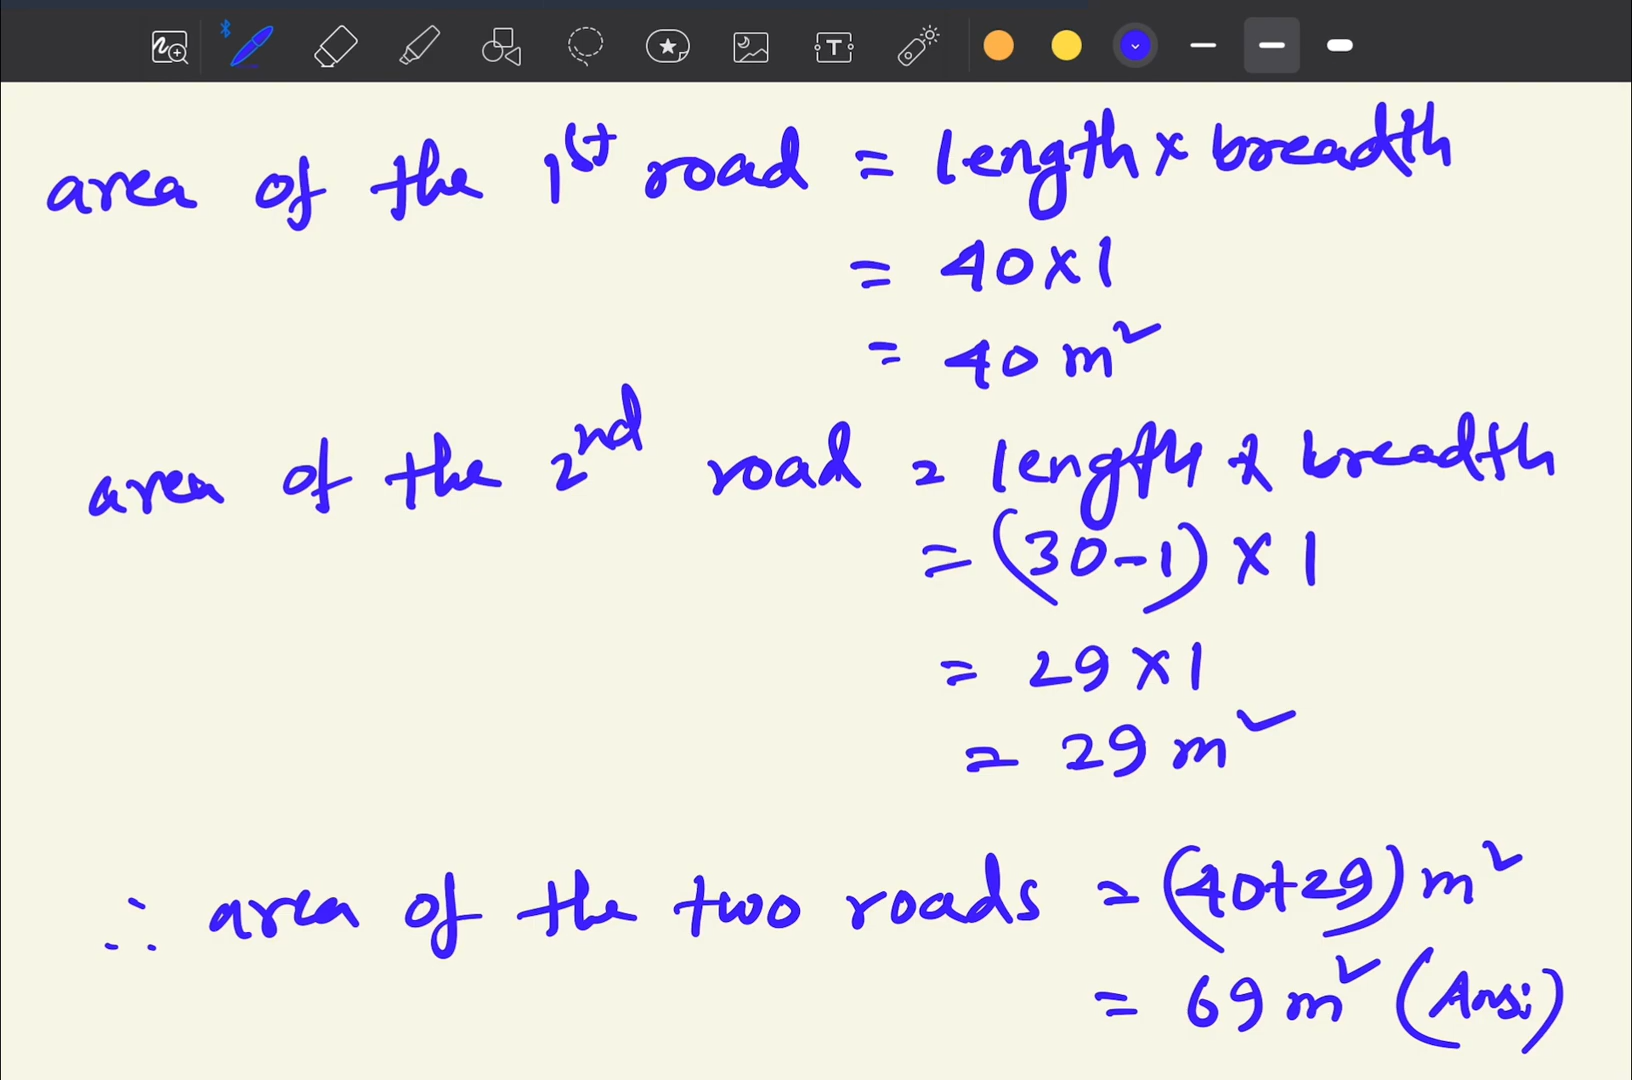 area of the 1st road = length x breadth
= 40 x 1
= 40 m²
area of the 2nd road = length x breadth
= (30-1) x 1
= 29 x 1
= 29 m²
∴ area of the two roads = (40+29) m²
= 69 m² (Ans:)